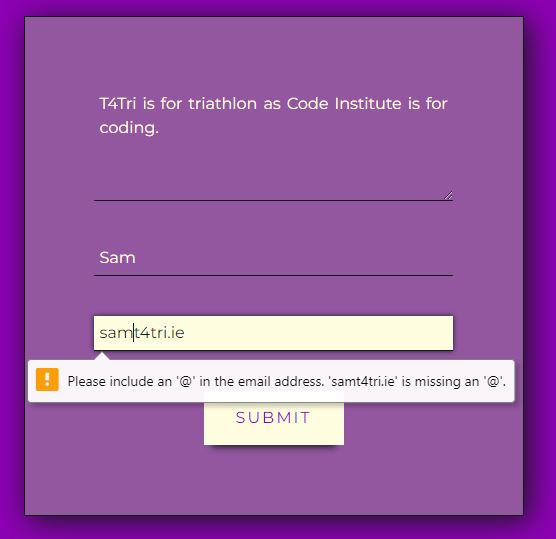 T4Tri is for triathlon as Code Institute is for
coding.
Sam
samt4tri.ie
Please include an '@' in the email address. 'samt4tri.ie' is missing an '@'.
SUBMIT